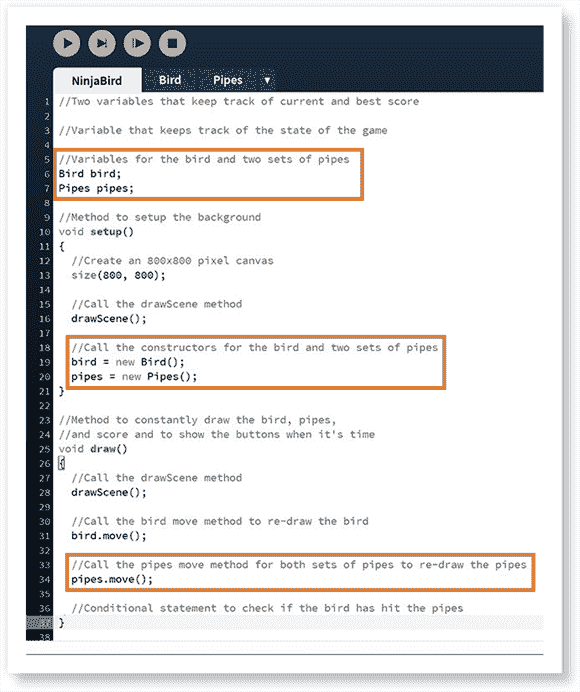 NinjaBird Bird Pipes ▼
1 //Two variables that keep track of current and best score
2
3 //Variable that keeps track of the state of the game
4
5 //Variables for the bird and two sets of pipes
6 Bird bird;
7 Pipes pipes;
8
9 //Method to setup the background
10 void setup()
11 {
12 //Create an 800x800 pixel canvas
13 size(800, 800);
14
15 //Call the drawScene method
16 drawScene();
17
18 //Call the constructors for the bird and two sets of pipes
19 bird = new Bird();
20 pipes = new Pipes();
21 }
22
23 //Method to constantly draw the bird, pipes,
24 //and score and to show the buttons when it's time
25 void draw()
26 {
27 //Call the drawScene method
28 drawScene();
29
30 //Call the bird move method to re-draw the bird
31 bird.move();
32
33 //Call the pipes move method for both sets of pipes to re-draw the pipes
34 pipes.move();
35
36 //Conditional statement to check if the bird has hit the pipes
37 }
38